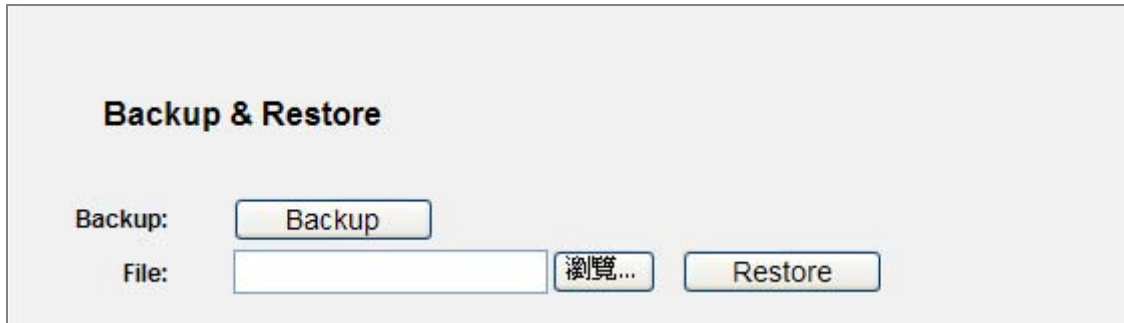 Backup & Restore
Backup: Backup
File: 瀏覽... Restore